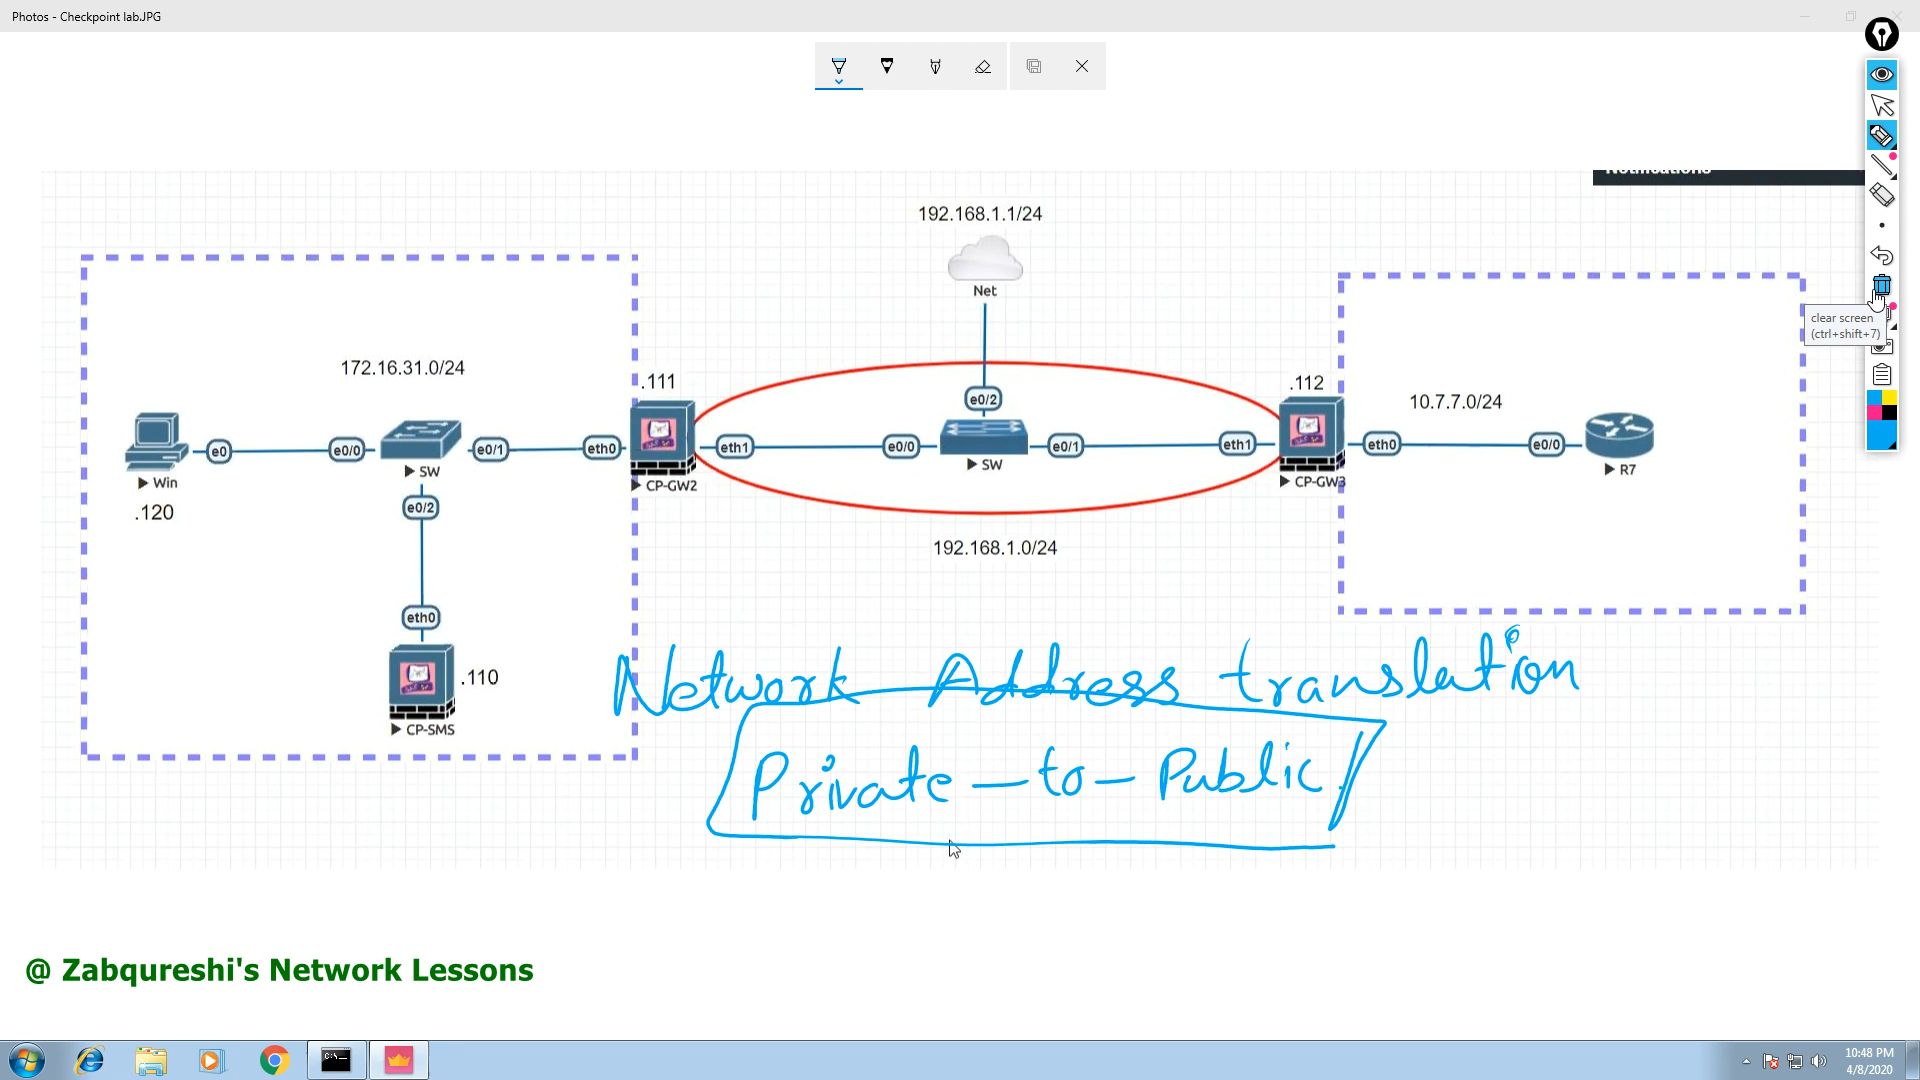 Photos - Checkpoint lab.JPG
192.168.1.1/24
Net
clear screen
(ctrl+shift+7)
172.16.31.0/24
.111
.112
10.7.7.0/24
e0/2
e0
e0/0
SW
e0/1
eth0
CP-GW2
eth1
e0/0
SW
e0/1
eth1
CP-GW3
eth0
e0/0
R7
Win
.120
e0/2
192.168.1.0/24
eth0
.110
CP-SMS
Network Address translation
Private-to-Public
@ Zabqureshi's Network Lessons
C:\_
10:48 PM
4/8/2020